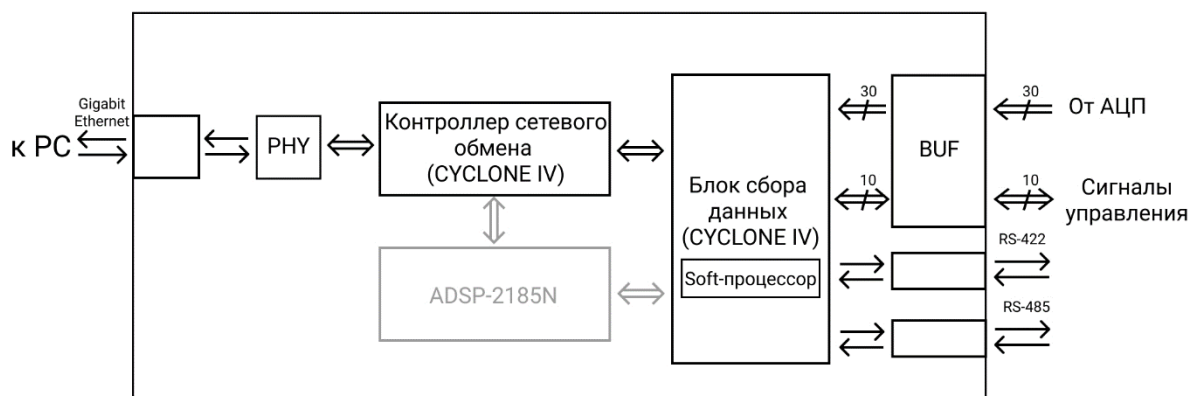 Gigabit
Ethernet
к PC
PHY
Контроллер сетевого
обмена
(CYCLONE IV)
ADSP-2185N
Блок сбора
данных
(CYCLONE IV)
Soft-процессор
30
10
BUF
30
От АЦП
10
Сигналы
управления
RS-422
RS-485